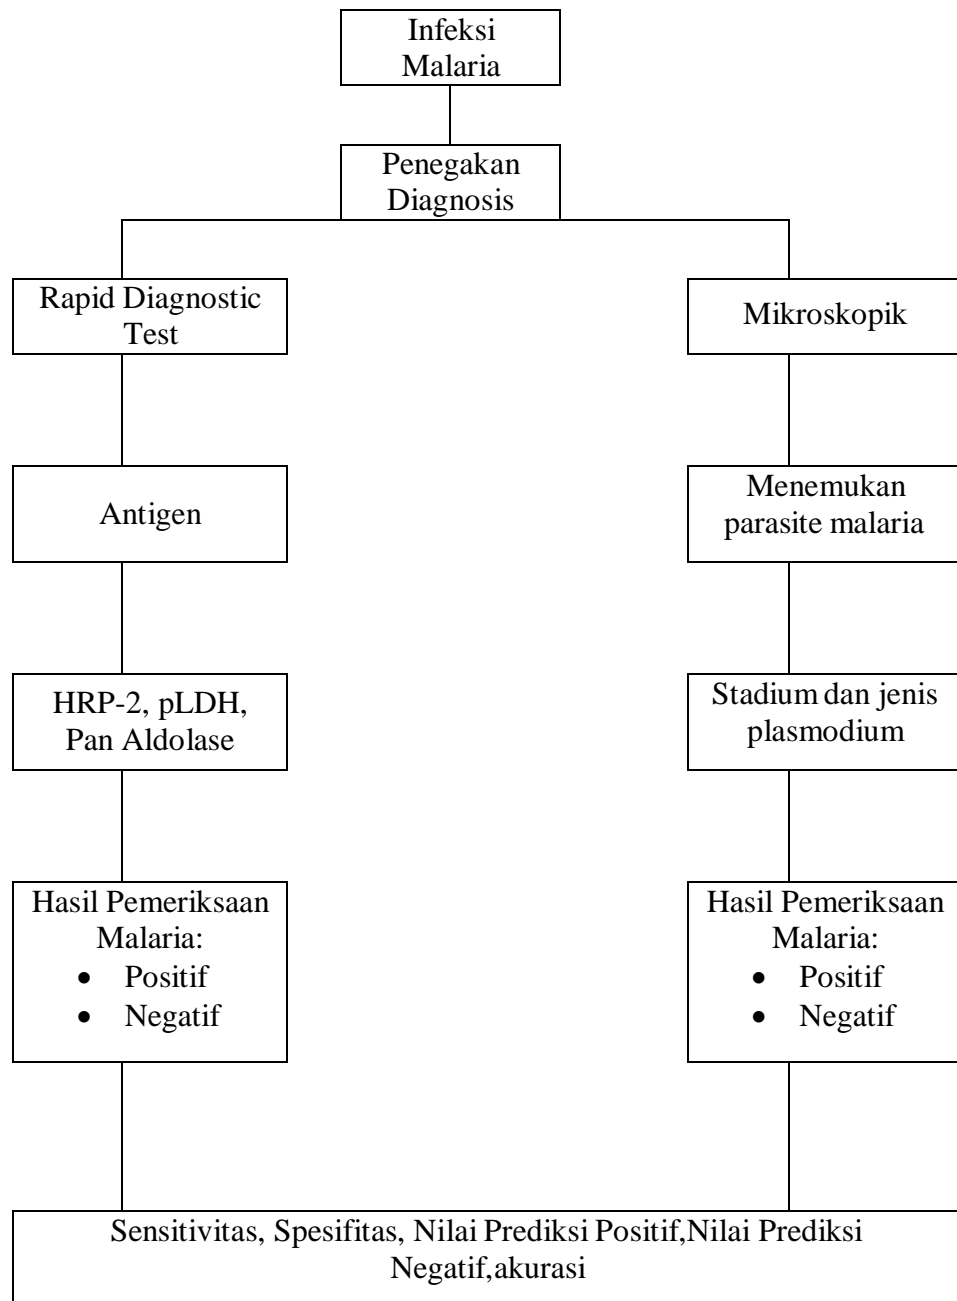 Infeksi
Malaria
Penegakan
Diagnosis
Rapid Diagnostic
Test
Mikroskopik
Antigen
Menemukan
parasite malaria
HRP-2, pLDH,
Pan Aldolase
Stadium dan jenis
plasmodium
Hasil Pemeriksaan
Malaria:
• Positif
• Negatif
Hasil Pemeriksaan
Malaria:
• Positif
• Negatif
Sensitivitas, Spesifitas, Nilai Prediksi Positif,Nilai Prediksi
Negatif,akurasi